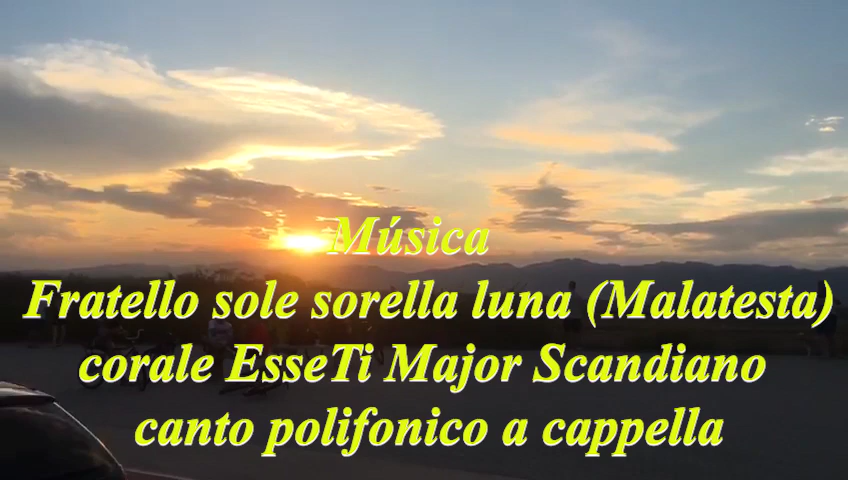 Música
Fratello sole sorella luna (Malatesta)
corale EsseTi Major Scandiano
canto polifonico a cappella